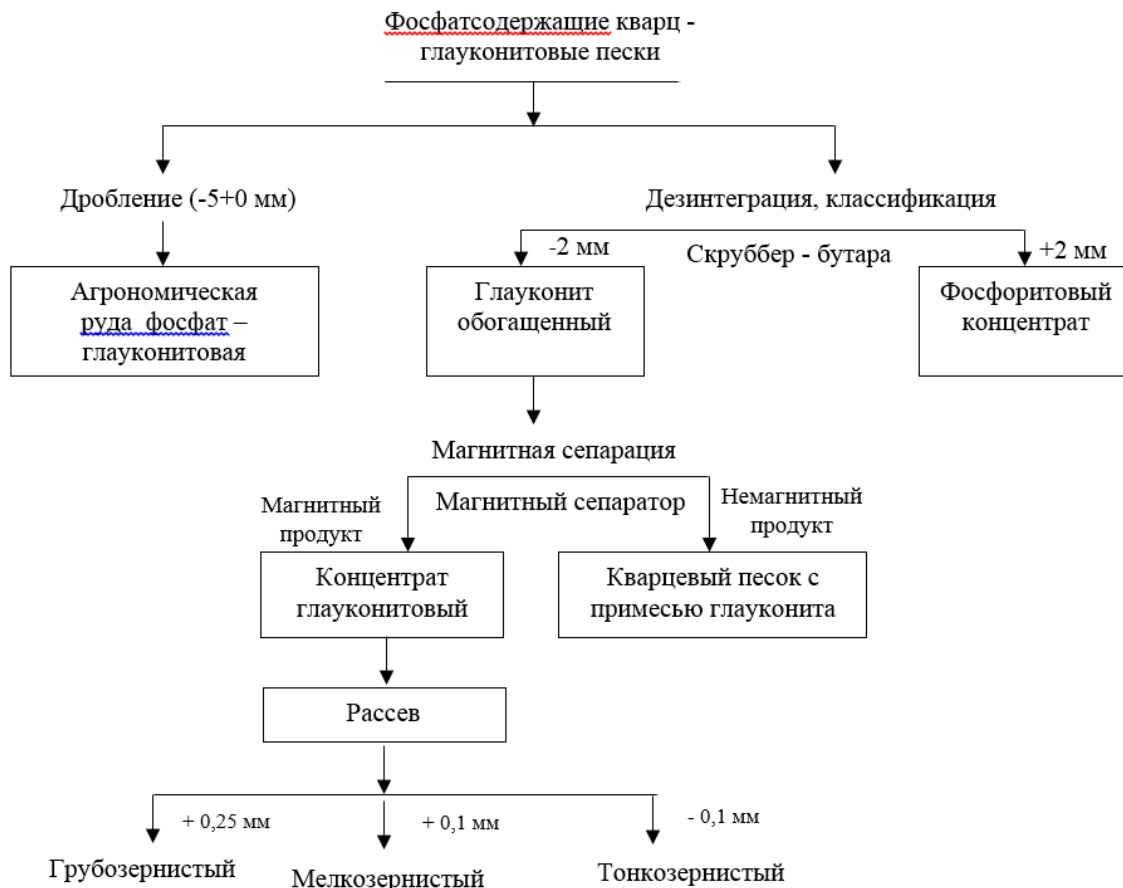 Фосфатсодержащие кварц -
глауконитовые пески
Дробление (-5+0 мм)
Дезинтеграция, классификация
-2 мм
Скруббер - бутара
+2 мм
Агрономическая
руда фосфат –
глауконитовая
Глауконит
обогащенный
Фосфоритовый
концентрат
Магнитная сепарация
Магнитный
продукт
Магнитный сепаратор
Немагнитный
продукт
Концентрат
глауконитовый
Кварцевый песок с
примесью глауконита
Рассев
+ 0,25 мм
+ 0,1 мм
- 0,1 мм
Грубозернистый
Мелкозернистый
Тонкозернистый